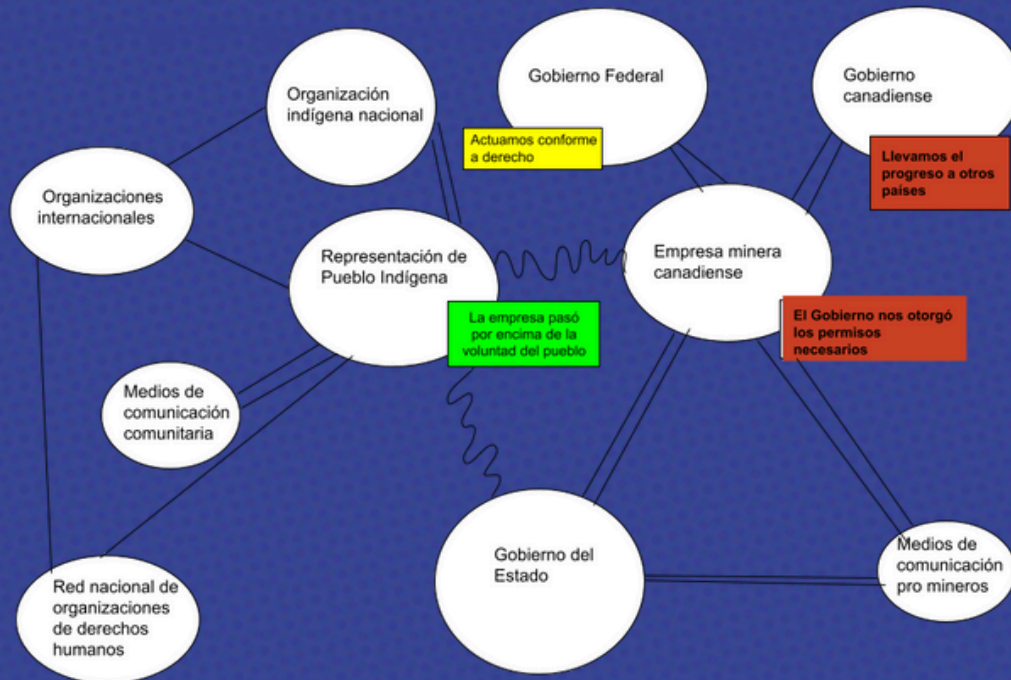 Organización
indígena nacional
Gobierno Federal
Gobierno
canadiense
Actuamos conforme
a derecho
Llevamos el
progreso a otros
países
Organizaciones
internacionales
Representación de
Pueblo Indígena
Empresa minera
canadiense
La empresa pasó
por encima de la
voluntad del pueblo
El Gobierno nos otorgó
los permisos
necesarios
Medios de
comunicación
comunitaria
Gobierno del
Estado
Medios de
comunicación
pro mineros
Red nacional de
organizaciones
de derechos
humanos